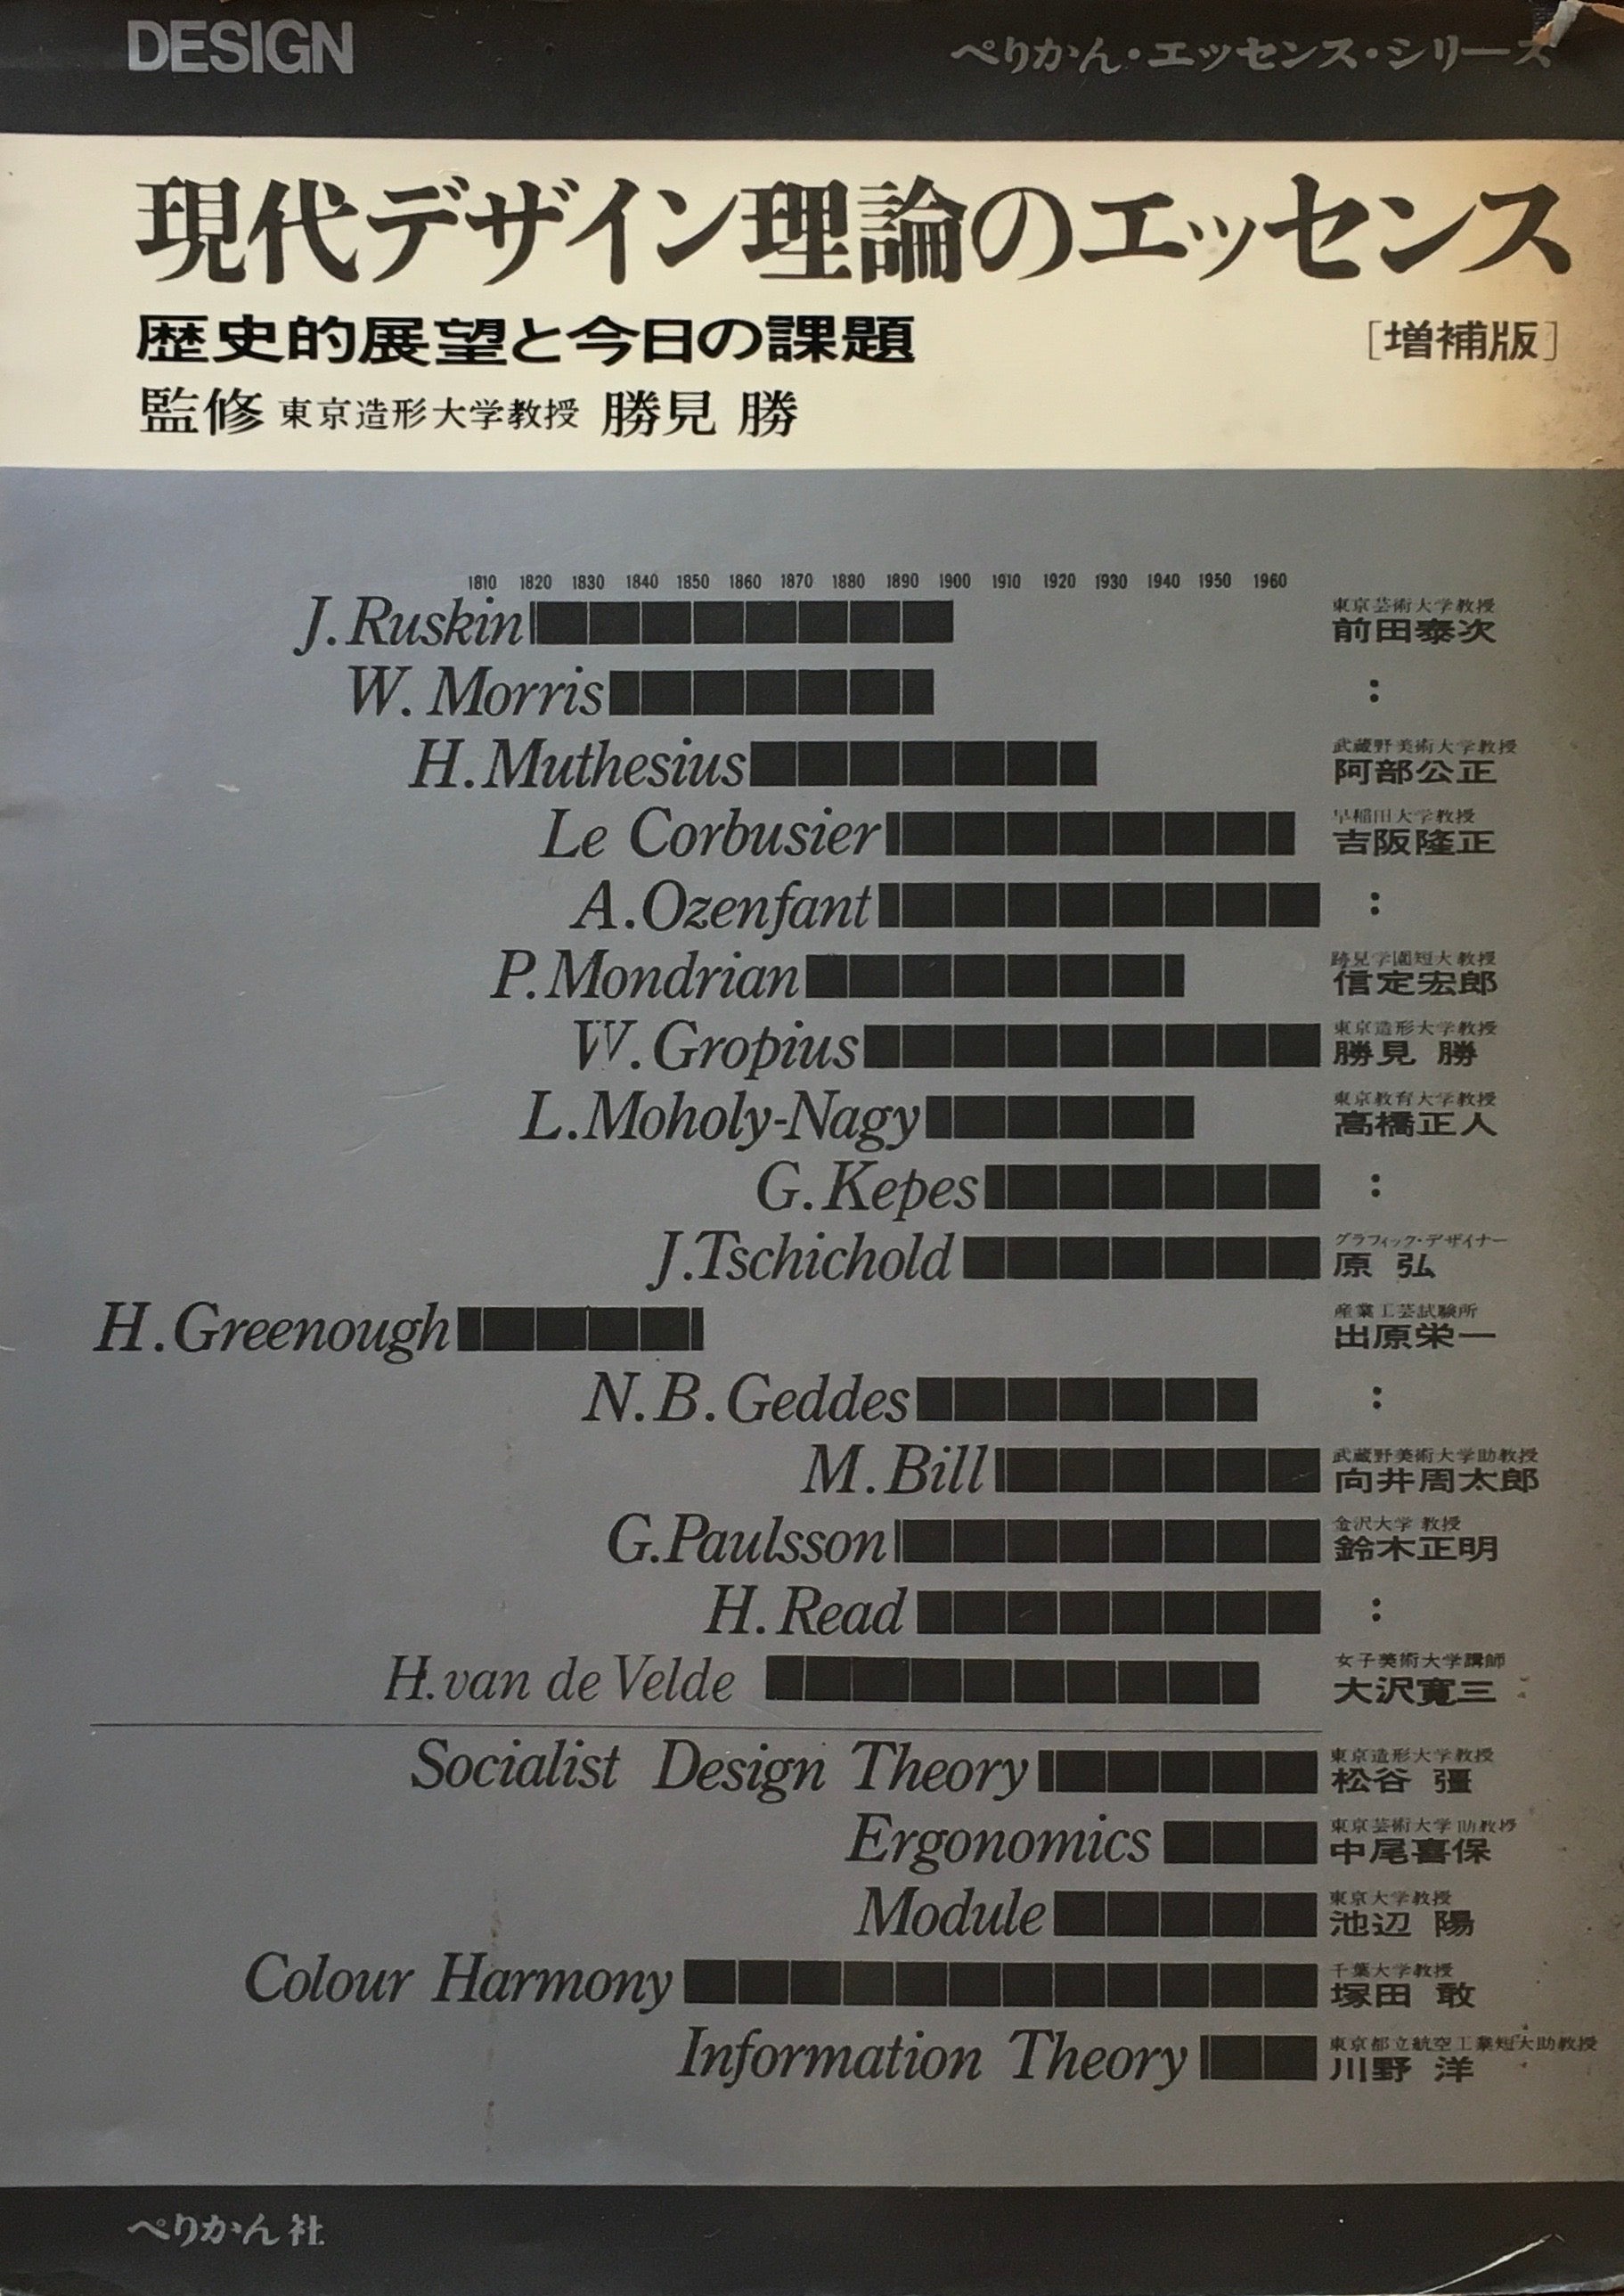 DESIGN
ぺりかん・エッセンス・シリーズ
現代デザイン理論のエッセンス
歴史的展望と今日の課題
[増補版]
監修 東京造形大学教授 勝見 勝
1810 1820 1830 1840 1850 1860 1870 1880 1890 1900 1910 1920 1930 1940 1950 1960
J.Ruskin
東京芸術大学教授
前田泰次
W. Morris :
H.Muthesius
武蔵野美術大学教授
阿部公正
Le Corbusier
早稲田大学教授
吉阪隆正
A.Ozenfant :
P.Mondrian
跡見学園短大教授
信定宏郎
W.Gropius
東京造形大学教授
勝見 勝
L.Moholy-Nagy
東京教育大学教授
高橋正人
G.Kepes :
J.Tschichold
グラフィック・デザイナー
原 弘
H.Greenough
産業工芸試験所
出原栄一
N.B.Geddes :
M.Bill
武蔵野美術大学助教授
向井周太郎
G.Paulsson
金沢大学 教授
鈴木正明
H.Read :
H.van de Velde
女子美術大学講師
大沢寛三
Socialist Design Theory
東京造形大学教授
松谷 彊
Ergonomics
東京芸術大学助教授
中尾喜保
Module
東京大学教授
池辺 陽
Colour Harmony
千葉大学教授
塚田 敢
Information Theory
東京都立航空工業短大助教授
川野 洋
ぺりかん社